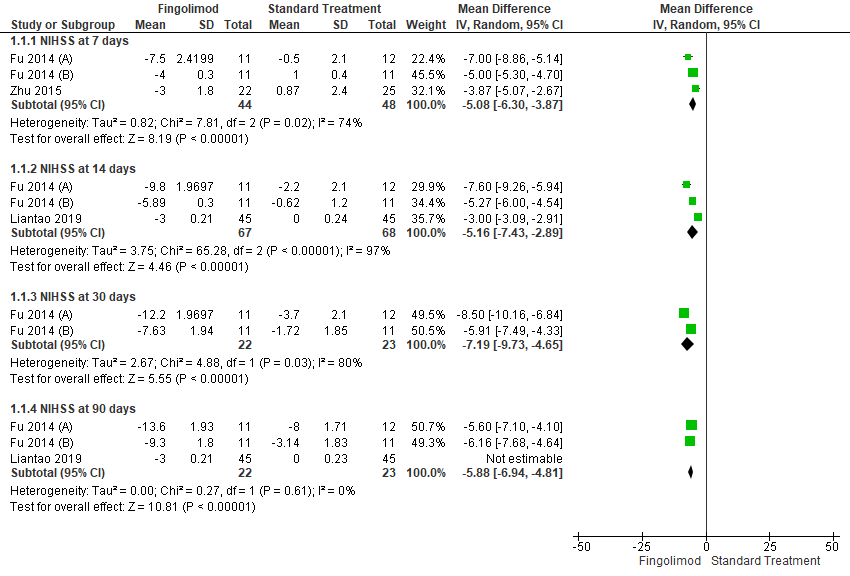 Fingolimod Standard Treatment Mean Difference Mean Difference
Study or Subgroup Mean SD Total Mean SD Total Weight IV, Random, 95% CI IV, Random, 95% CI
1.1.1 NIHSS at 7 days
Fu 2014 (A) -7.5 2.4199 11 -0.5 2.1 12 22.4% -7.00 [-8.86, -5.14]
Fu 2014 (B) -4 0.3 11 1 0.4 11 45.5% -5.00 [-5.30, -4.70]
Zhu 2015 -3 1.8 22 0.87 2.4 25 32.1% -3.87 [-5.07, -2.67]
Subtotal (95% CI) 44 48 100.0% -5.08 [-6.30, -3.87]
Heterogeneity: Tau² = 0.82; Chi² = 7.81, df = 2 (P = 0.02); I² = 74%
Test for overall effect: Z = 8.19 (P < 0.00001)
1.1.2 NIHSS at 14 days
Fu 2014 (A) -9.8 1.9697 11 -2.2 2.1 12 29.9% -7.60 [-9.26, -5.94]
Fu 2014 (B) -5.89 0.3 11 -0.62 1.2 11 34.4% -5.27 [-6.00, -4.54]
Liantao 2019 -3 0.21 45 0 0.24 45 35.7% -3.00 [-3.09, -2.91]
Subtotal (95% CI) 67 68 100.0% -5.16 [-7.43, -2.89]
Heterogeneity: Tau² = 3.75; Chi² = 65.28, df = 2 (P < 0.00001); I² = 97%
Test for overall effect: Z = 4.46 (P < 0.00001)
1.1.3 NIHSS at 30 days
Fu 2014 (A) -12.2 1.9697 11 -3.7 2.1 12 49.5% -8.50 [-10.16, -6.84]
Fu 2014 (B) -7.63 1.94 11 -1.72 1.85 11 50.5% -5.91 [-7.49, -4.33]
Subtotal (95% CI) 22 23 100.0% -7.19 [-9.73, -4.65]
Heterogeneity: Tau² = 2.67; Chi² = 4.88, df = 1 (P = 0.03); I² = 80%
Test for overall effect: Z = 5.55 (P < 0.00001)
1.1.4 NIHSS at 90 days
Fu 2014 (A) -13.6 1.93 11 -8 1.71 12 50.7% -5.60 [-7.10, -4.10]
Fu 2014 (B) -9.3 1.8 11 -3.14 1.83 11 49.3% -6.16 [-7.68, -4.64]
Liantao 2019 -3 0.21 45 0 0.23 45 Not estimable
Subtotal (95% CI) 22 23 100.0% -5.88 [-6.94, -4.81]
Heterogeneity: Tau² = 0.00; Chi² = 0.27, df = 1 (P = 0.61); I² = 0%
Test for overall effect: Z = 10.81 (P < 0.00001)
-50 -25 0 25 50
Fingolimod Standard Treatment